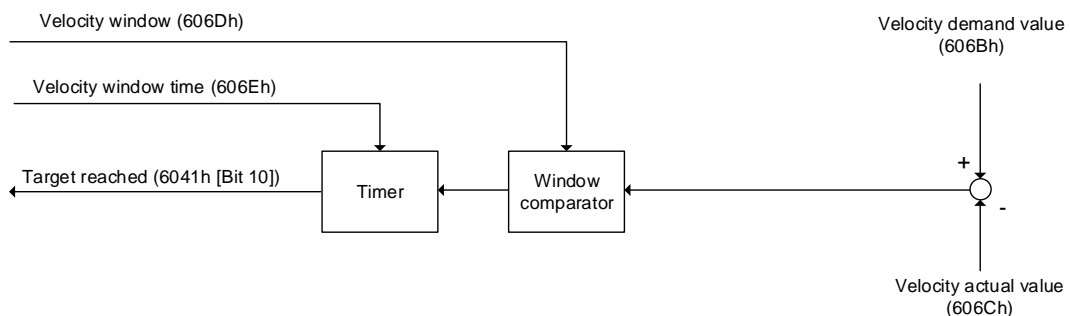 Velocity window (606Dh)
Velocity demand value
(606Bh)
Velocity window time (606Eh)
Target reached (6041h [Bit 10])
Timer
Window
comparator
+
-
Velocity actual value
(606Ch)